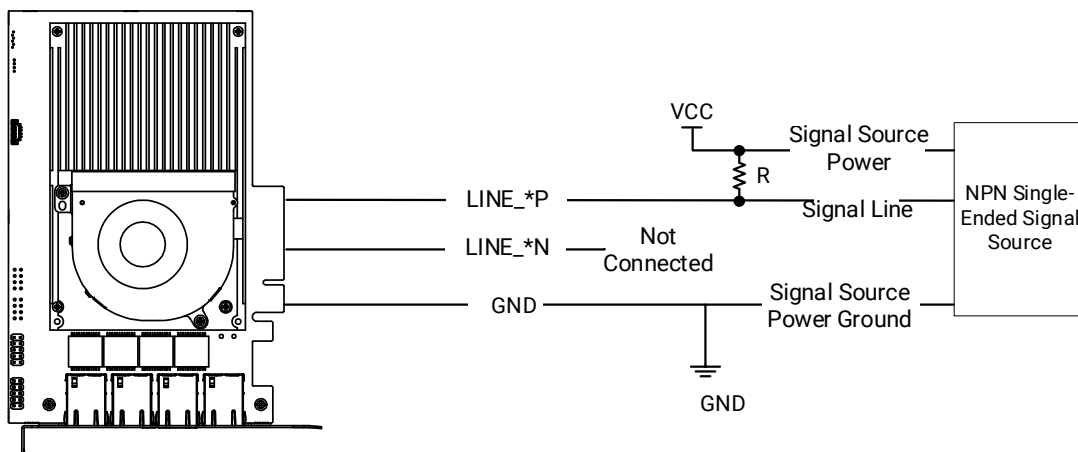 VCC
Signal Source
Power
R
LINE_*P
Signal Line
NPN Single-
Ended Signal
Source
LINE_*N
Not
Connected
GND
Signal Source
Power Ground
GND